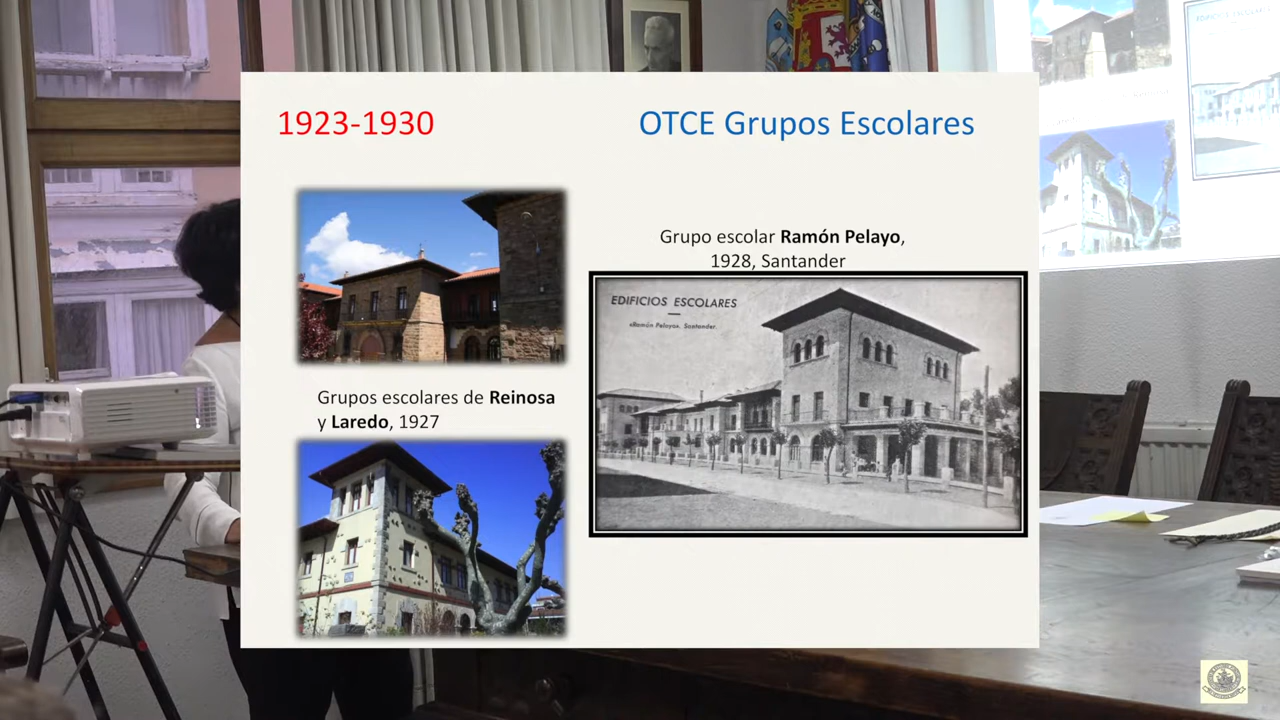 1923-1930
OTCE Grupos Escolares
Grupo escolar Ramón Pelayo,
1928, Santander
EDIFICIOS ESCOLARES
«Ramón Pelayo». Santander.
Grupos escolares de Reinosa
y Laredo, 1927